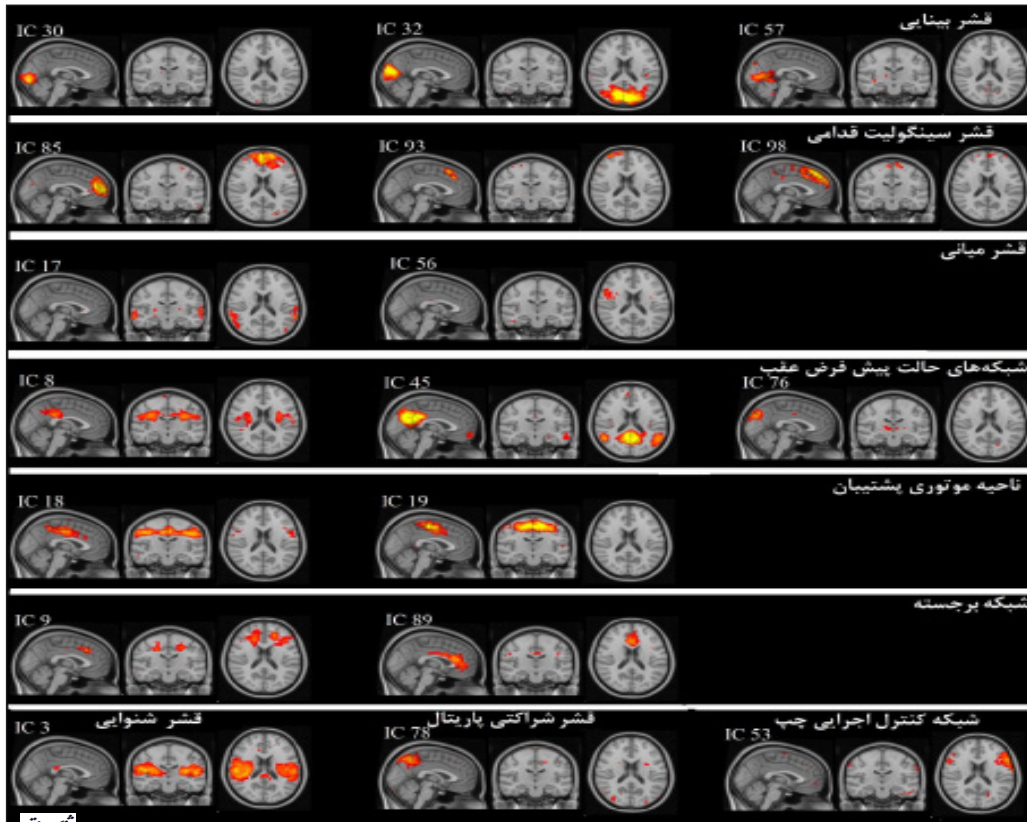 قشر بینایی
IC 30 IC 32 IC 57
قشر سینگولیت قدامی
IC 85 IC 93 IC 98
قشر میانی
IC 17 IC 56
شبکه‌های حالت پیش فرض عقب
IC 8 IC 45 IC 76
ناحیه موتوری پشتیبان
IC 18 IC 19
شبکه برجسته
IC 9 IC 89
قشر شنوایی
IC 3
قشر شراکتی پاریتال
IC 78
شبکه کنترل اجرایی چپ
IC 53